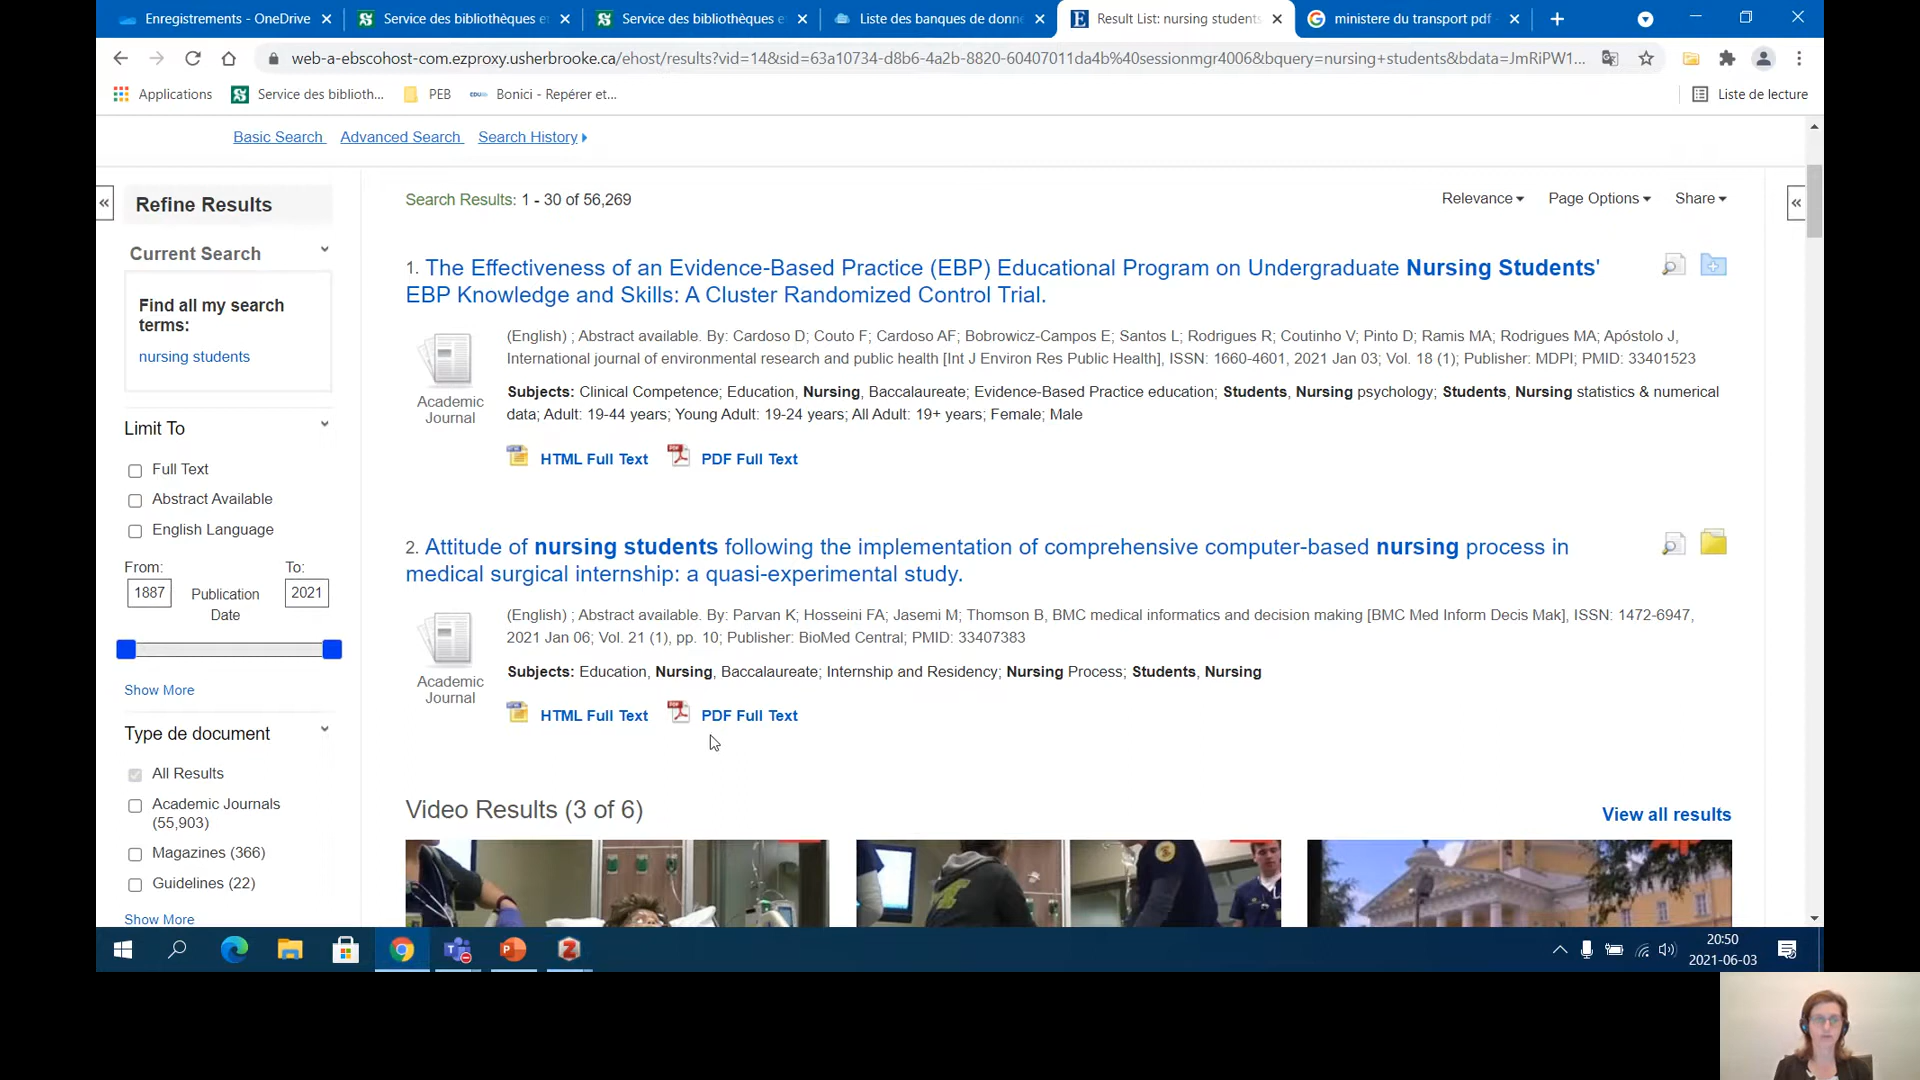 Enregistrements - OneDrive
Service des bibliothèques et
Service des bibliothèques e
Liste des banques de donn
Result List: nursing students
ministere du transport pdf
web-a-ebscohost-com.ezproxy.usherbrooke.ca/ehost/results?vid=14&sid=63a10734-d8b6-4a2b-8820-60407011da4b%40sessionmgr4006&bquery=nursing+students&bdata=JmRiPW1...
Applications
Service des biblioth...
PEB
Bonici - Repérer et...
Liste de lecture
Basic Search
Advanced Search
Search History
Refine Results
Current Search
Find all my search
terms:
nursing students
Limit To
Full Text
Abstract Available
English Language
From:
To:
1887
Publication
Date
2021
Show More
Type de document
All Results
Academic Journals
(55,903)
Magazines (366)
Guidelines (22)
Show More
Search Results: 1 - 30 of 56,269
Relevance
Page Options
Share
1. The Effectiveness of an Evidence-Based Practice (EBP) Educational Program on Undergraduate Nursing Students'
EBP Knowledge and Skills: A Cluster Randomized Control Trial.
Academic
Journal
(English) ; Abstract available. By: Cardoso D; Couto F; Cardoso AF; Bobrowicz-Campos E; Santos L; Rodrigues R; Coutinho V; Pinto D; Ramis MA; Rodrigues MA; Apóstolo J,
International journal of environmental research and public health [Int J Environ Res Public Health], ISSN: 1660-4601, 2021 Jan 03; Vol. 18 (1); Publisher: MDPI; PMID: 33401523
Subjects: Clinical Competence; Education, Nursing, Baccalaureate; Evidence-Based Practice education; Students, Nursing psychology; Students, Nursing statistics & numerical
data; Adult: 19-44 years; Young Adult: 19-24 years; All Adult: 19+ years; Female; Male
HTML Full Text
PDF Full Text
2. Attitude of nursing students following the implementation of comprehensive computer-based nursing process in
medical surgical internship: a quasi-experimental study.
Academic
Journal
(English) ; Abstract available. By: Parvan K; Hosseini FA; Jasemi M; Thomson B, BMC medical informatics and decision making [BMC Med Inform Decis Mak], ISSN: 1472-6947,
2021 Jan 06; Vol. 21 (1), pp. 10; Publisher: BioMed Central; PMID: 33407383
Subjects: Education, Nursing, Baccalaureate; Internship and Residency; Nursing Process; Students, Nursing
HTML Full Text
PDF Full Text
Video Results (3 of 6)
View all results
20:50
2021-06-03